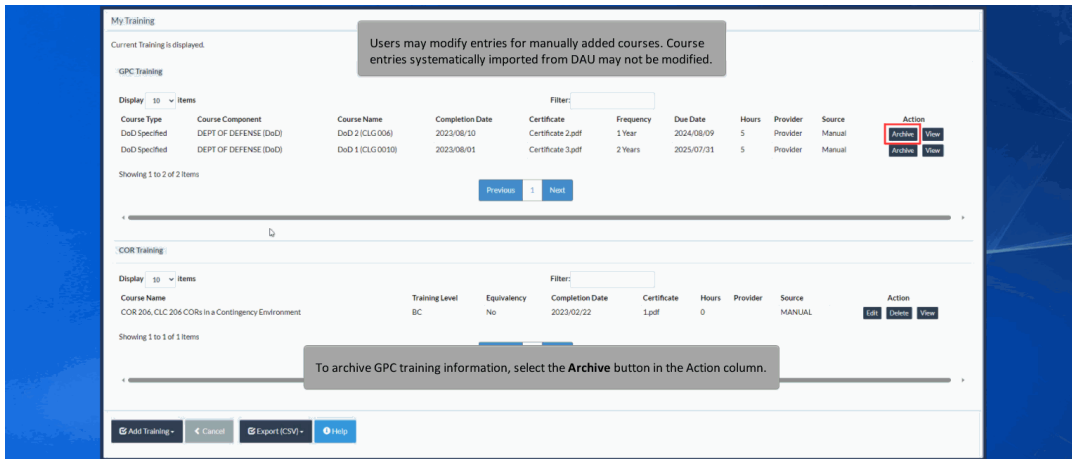 My Training
Users may modify entries for manually added courses. Course
entries systematically imported from DAU may not be modified.
Current Training is displayed.
GPC Training
Display 10 items Filter:
Course Type Course Component Course Name Completion Date Certificate Frequency Due Date Hours Provider Source Action
DoD Specified DEPT OF DEFENSE (DoD) DoD 2 (CLG 006) 2023/08/10 Certificate 2.pdf 1 Year 2024/08/09 5 Provider Manual Archive View
DoD Specified DEPT OF DEFENSE (DoD) DoD 1 (CLG 0010) 2023/08/01 Certificate 3.pdf 2 Years 2025/07/31 5 Provider Manual Archive View
Showing 1 to 2 of 2 items
Previous 1 Next
COR Training
Display 10 items Filter:
Course Name Training Level Equivalency Completion Date Certificate Hours Provider Source Action
COR 206, CLC 206 CORs in a Contingency Environment BC No 2023/02/22 1.pdf 0 MANUAL Edit Delete View
Showing 1 to 1 of 1 items
To archive GPC training information, select the Archive button in the Action column.
Add Training Cancel Export (CSV) Help